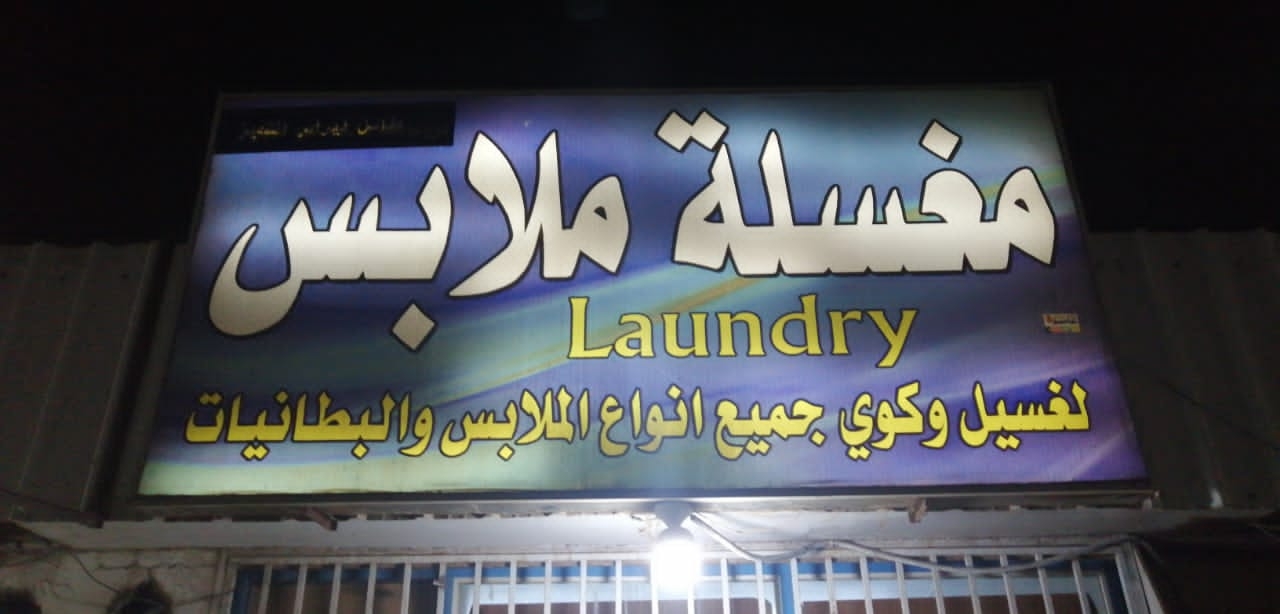 مغسلة ملابس
Laundry
لغسيل وكوي جميع انواع الملابس والبطانيات